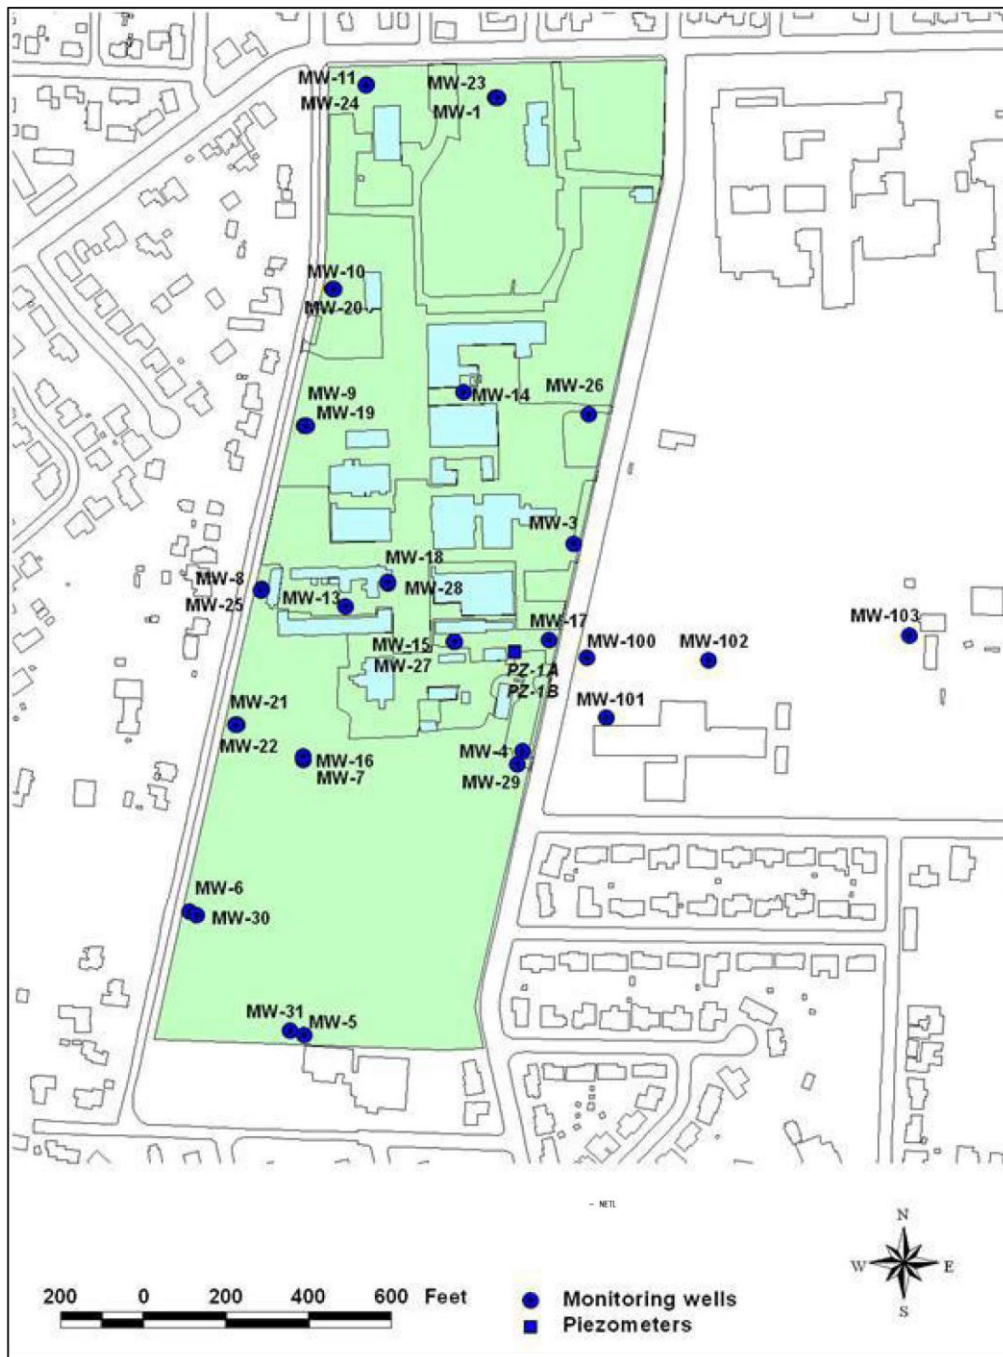 MW-11
MW-24
MW-23
MW-1
MW-10
MW-20
MW-9
MW-19
MW-14
MW-26
MW-3
MW-18
MW-28
MW-8
MW-25
MW-13
MW-15
MW-27
MW-17
PZ-1A
PZ-1B
MW-100
MW-102
MW-103
MW-101
MW-21
MW-22
MW-16
MW-7
MW-4
MW-29
MW-6
MW-30
MW-31
MW-5
- NETL
N
W E
S
200 0 200 400 600 Feet
Monitoring wells
Piezometers